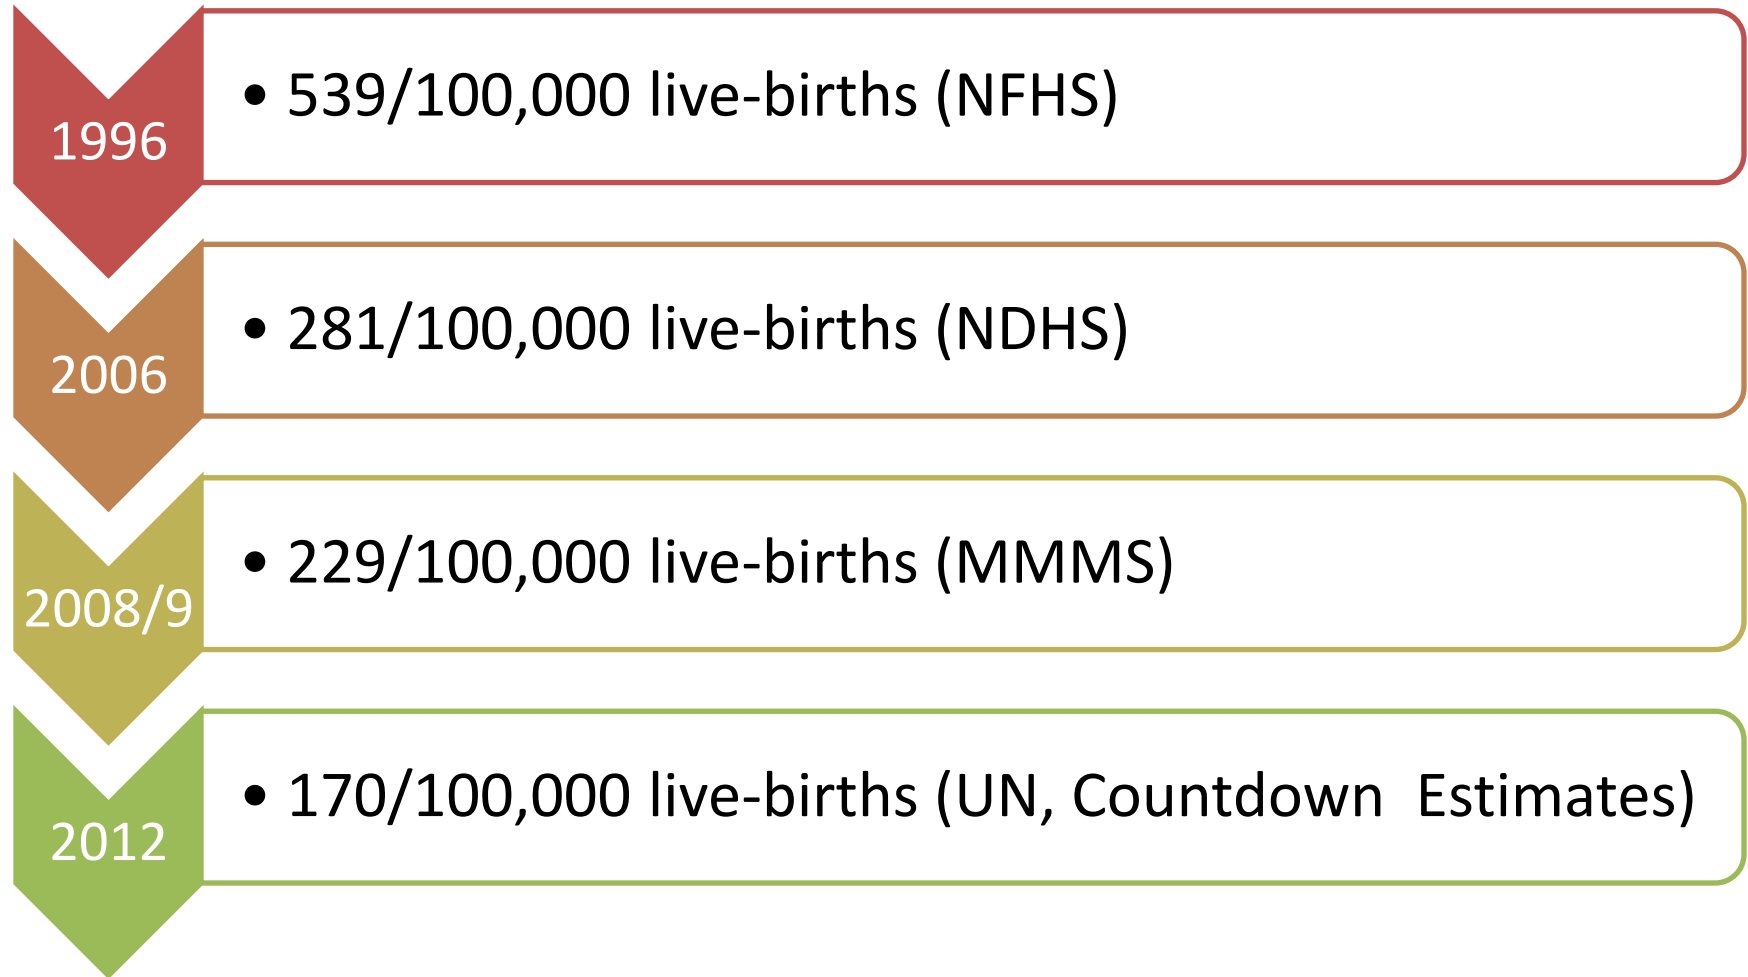 1996
• 539/100,000 live-births (NFHS)
2006
• 281/100,000 live-births (NDHS)
2008/9
• 229/100,000 live-births (MMMS)
2012
• 170/100,000 live-births (UN, Countdown  Estimates)